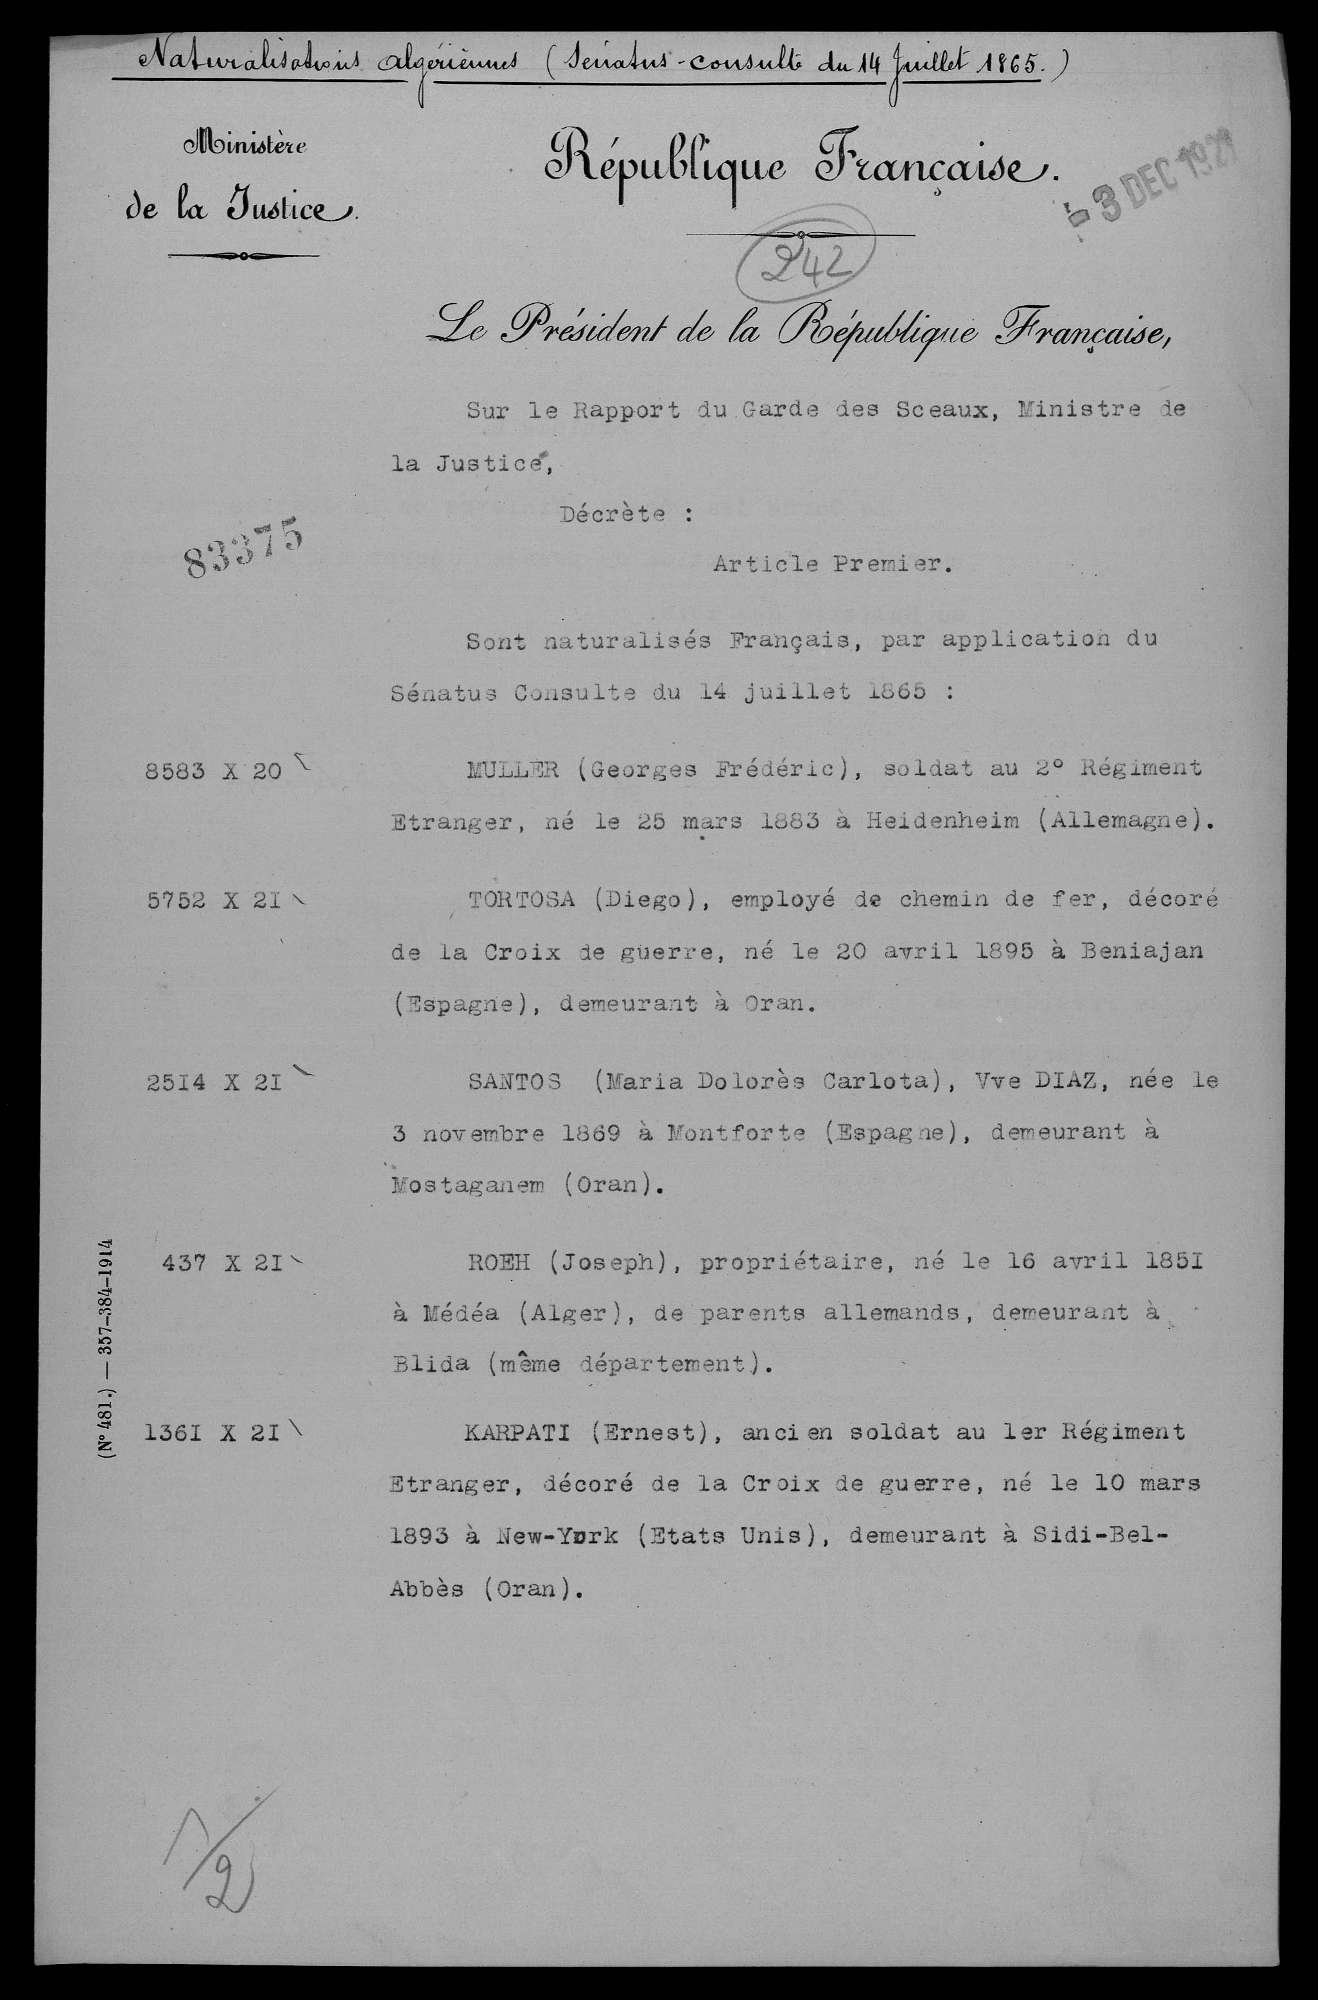 Naturalisations algériennes (Sénatus-consulte du 14 Juillet 1865.)
Ministère
de la Justice.
République Française.
- 3 DEC 1921
242
Le Président de la République Française,
Sur le Rapport du Garde des Sceaux, Ministre de
la Justice,
Décrète :
83375
Article Premier.
Sont naturalisés Français, par application du
Sénatus Consulte du 14 juillet 1865 :
8583 X 20 MULLER (Georges Frédéric), soldat au 2° Régiment
Etranger, né le 25 mars 1883 à Heidenheim (Allemagne).
5752 X 2I TORTOSA (Diego), employé de chemin de fer, décoré
de la Croix de guerre, né le 20 avril 1895 à Beniajan
(Espagne), demeurant à Oran.
25I4 X 2I SANTOS (Maria Dolorès Carlota), Vve DIAZ, née le
3 novembre 1869 à Montforte (Espagne), demeurant à
Mostaganem (Oran).
437 X 2I ROEH (Joseph), propriétaire, né le 16 avril 185I
à Médéa (Alger), de parents allemands, demeurant à
Blida (même département).
136I X 2I KARPATI (Ernest), ancien soldat au 1er Régiment
Etranger, décoré de la Croix de guerre, né le 10 mars
1893 à New-York (Etats Unis), demeurant à Sidi-Bel-
Abbès (Oran).
(N° 481.) — 357-384-1914
1/2